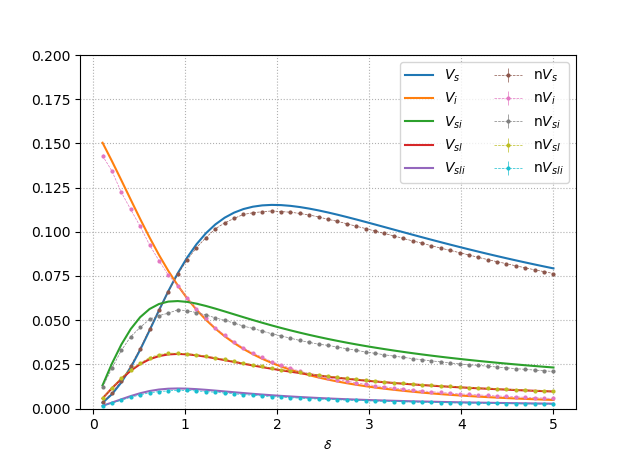 0.200
0.175
0.150
0.125
0.100
0.075
0.050
0.025
0.000
0 1 2 3 4 5
δ
V_s nV_s
V_i nV_i
V_si nV_si
V_sl nV_sl
V_sli nV_sli